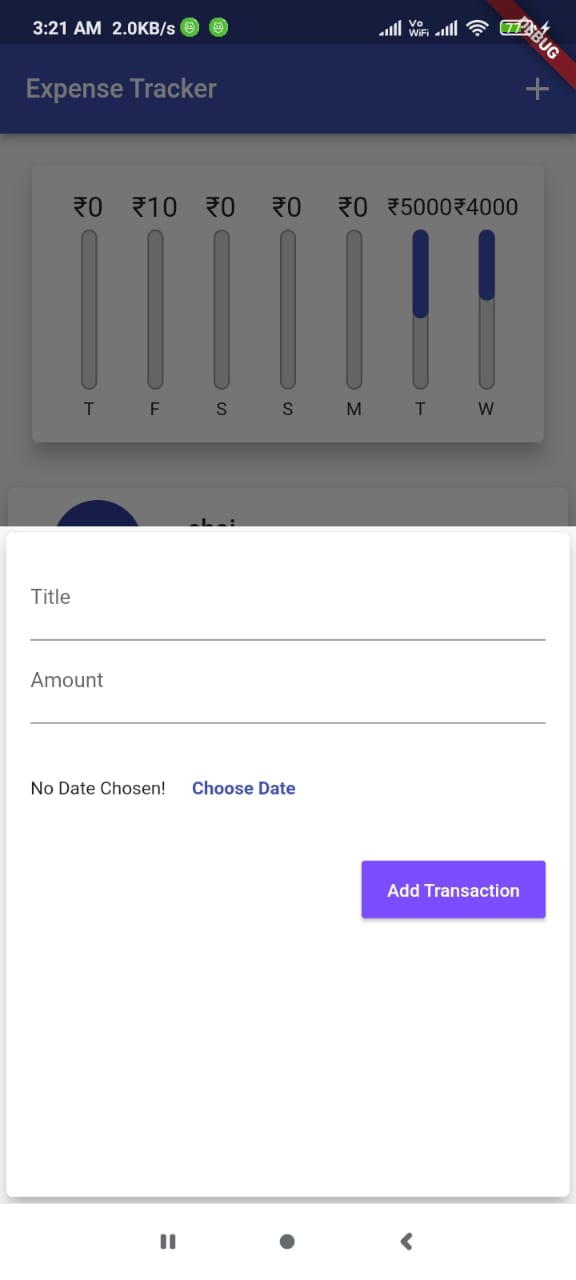 3:21 AM 2.0KB/s Vo WiFi 77 DEBUG
Expense Tracker +
₹0 ₹10 ₹0 ₹0 ₹0 ₹5000 ₹4000
T F S S M T W
Title
Amount
No Date Chosen! Choose Date
Add Transaction